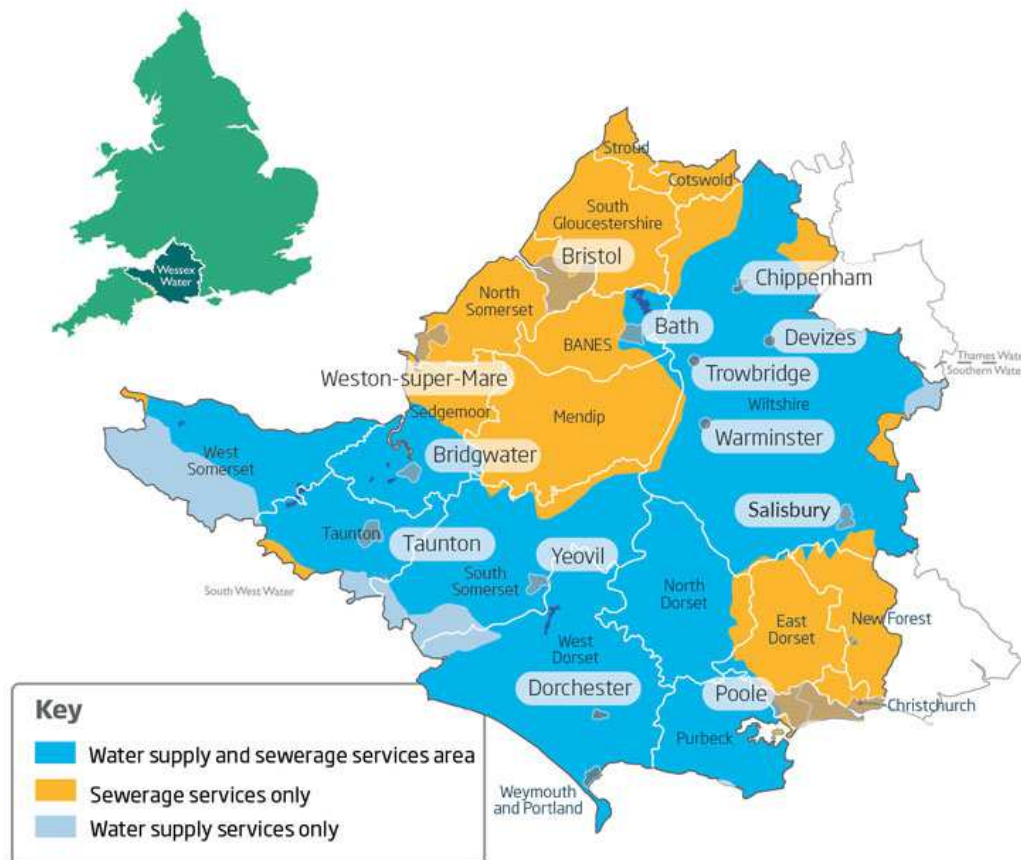 Wessex
Water
Stroud
Cotswold
South
Gloucestershire
Bristol
Chippenham
North
Somerset
Bath
Devizes
BANES
Thames Water
Southern Water
Trowbridge
Weston-super-Mare
Wiltshire
Sedgemoor
Mendip
Warminster
West
Somerset
Bridgwater
Salisbury
Taunton
Taunton
Yeovil
South
Somerset
North
Dorset
South West Water
East
Dorset
New Forest
West
Dorset
Dorchester
Poole
Christchurch
Purbeck
Weymouth
and Portland
Key
Water supply and sewerage services area
Sewerage services only
Water supply services only